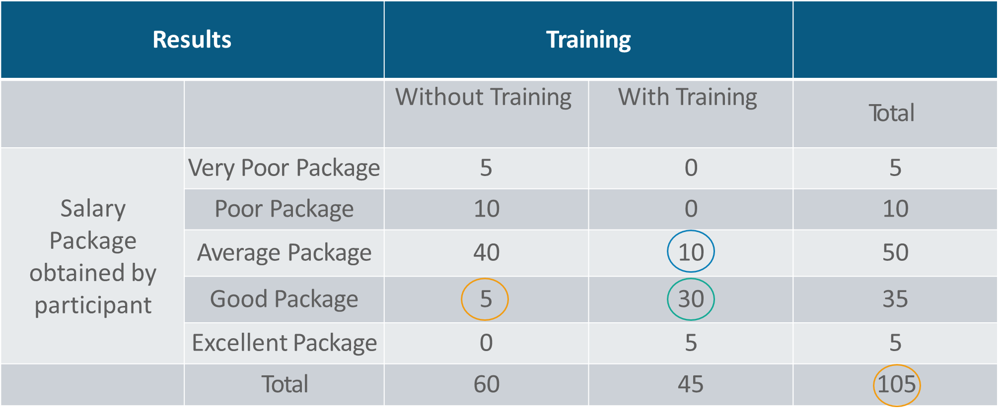 Results Training
Without Training With Training Total
Very Poor Package 5 0 5
Salary
Package
obtained by
participant
Poor Package 10 0 10
Average Package 40 10 50
Good Package 5 30 35
Excellent Package 0 5 5
Total 60 45 105